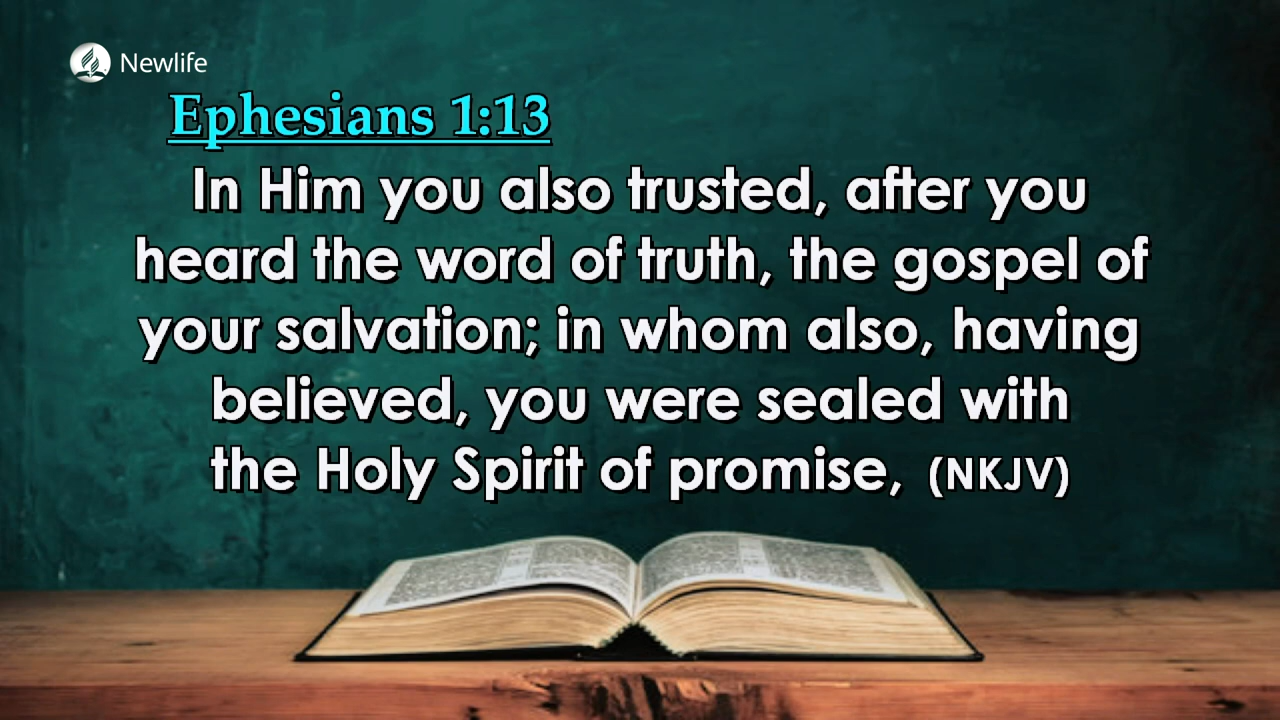 Newlife
Ephesians 1:13
In Him you also trusted, after you
heard the word of truth, the gospel of
your salvation; in whom also, having
believed, you were sealed with
the Holy Spirit of promise, (NKJV)